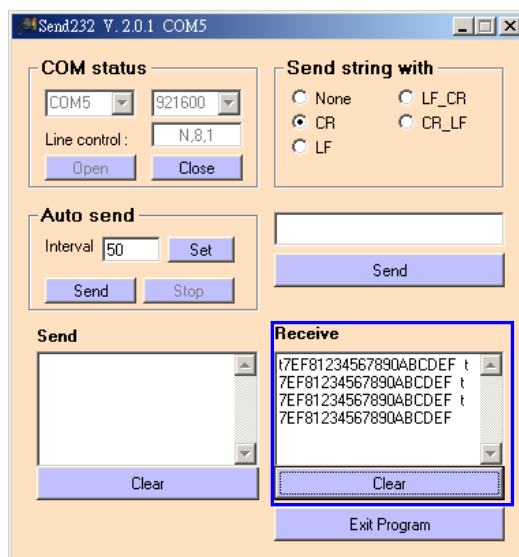 Send232 V. 2.0.1 COM5
COM status
COM5 921600
Line control : N,8,1
Open Close
Send string with
None LF_CR
CR CR_LF
LF
Auto send
Interval 50 Set
Send Stop
Send
Send
Clear
Receive
t7EF81234567890ABCDEF t
7EF81234567890ABCDEF t
7EF81234567890ABCDEF t
7EF81234567890ABCDEF
Clear
Exit Program